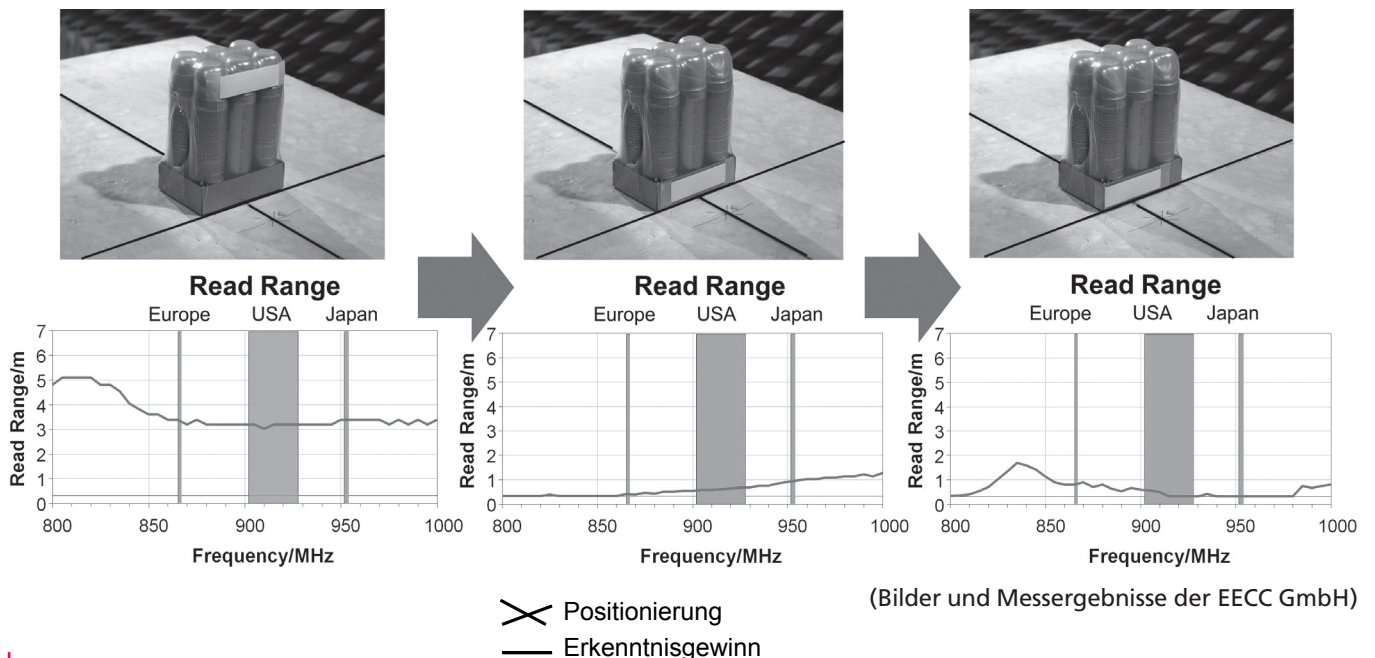 Read Range
Europe USA Japan
Read Range/m
7
6
5
4
3
2
1
0
800 850 900 950 1000
Frequency/MHz
Read Range
Europe USA Japan
Read Range/m
7
6
5
4
3
2
1
0
800 850 900 950 1000
Frequency/MHz
Read Range
Europe USA Japan
Read Range/m
7
6
5
4
3
2
1
0
800 850 900 950 1000
Frequency/MHz
(Bilder und Messergebnisse der EECC GmbH)
Positionierung
Erkenntnisgewinn